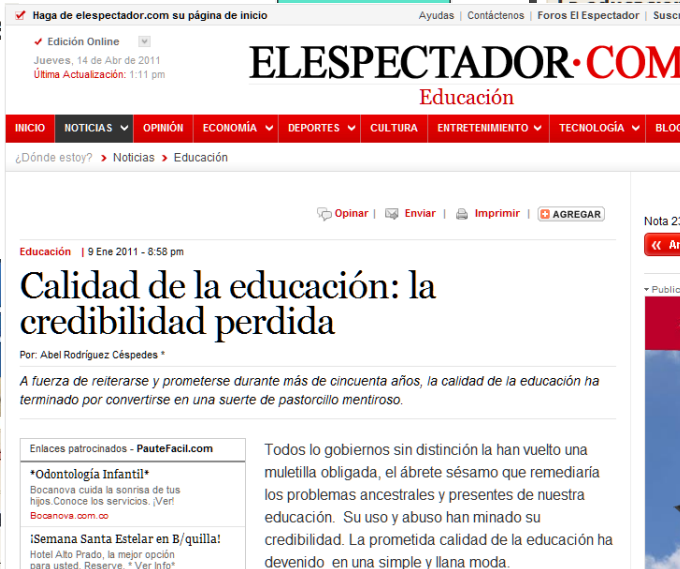 Haga de elespectador.com su página de inicio
Ayudas | Contáctenos | Foros El Espectador | Suscr
Edición Online
Jueves, 14 de Abr de 2011
Última Actualización: 1:11 pm
ELESPECTADOR·COM
Educación
INICIO NOTICIAS OPINIÓN ECONOMÍA DEPORTES CULTURA ENTRETENIMIENTO TECNOLOGÍA BLOG
¿Dónde estoy? Noticias Educación
Opinar | Enviar | Imprimir | AGREGAR
Nota 23
Educación | 9 Ene 2011 - 8:58 pm
Calidad de la educación: la
credibilidad perdida
Por: Abel Rodríguez Céspedes *
Public
A fuerza de reiterarse y prometerse durante más de cincuenta años, la calidad de la educación ha
terminado por convertirse en una suerte de pastorcillo mentiroso.
Enlaces patrocinados - PauteFacil.com
*Odontología Infantil*
Bocanova cuida la sonrisa de tus
hijos.Conoce los servicios. ¡Ver!
Bocanova.com.co
¡Semana Santa Estelar en B/quilla!
Hotel Alto Prado, la mejor opción
para usted. Reserve. * Ver Info*
Todos lo gobiernos sin distinción la han vuelto una
muletilla obligada, el ábrete sésamo que remediaría
los problemas ancestrales y presentes de nuestra
educación. Su uso y abuso han minado su
credibilidad. La prometida calidad de la educación ha
devenido en una simple y llana moda.